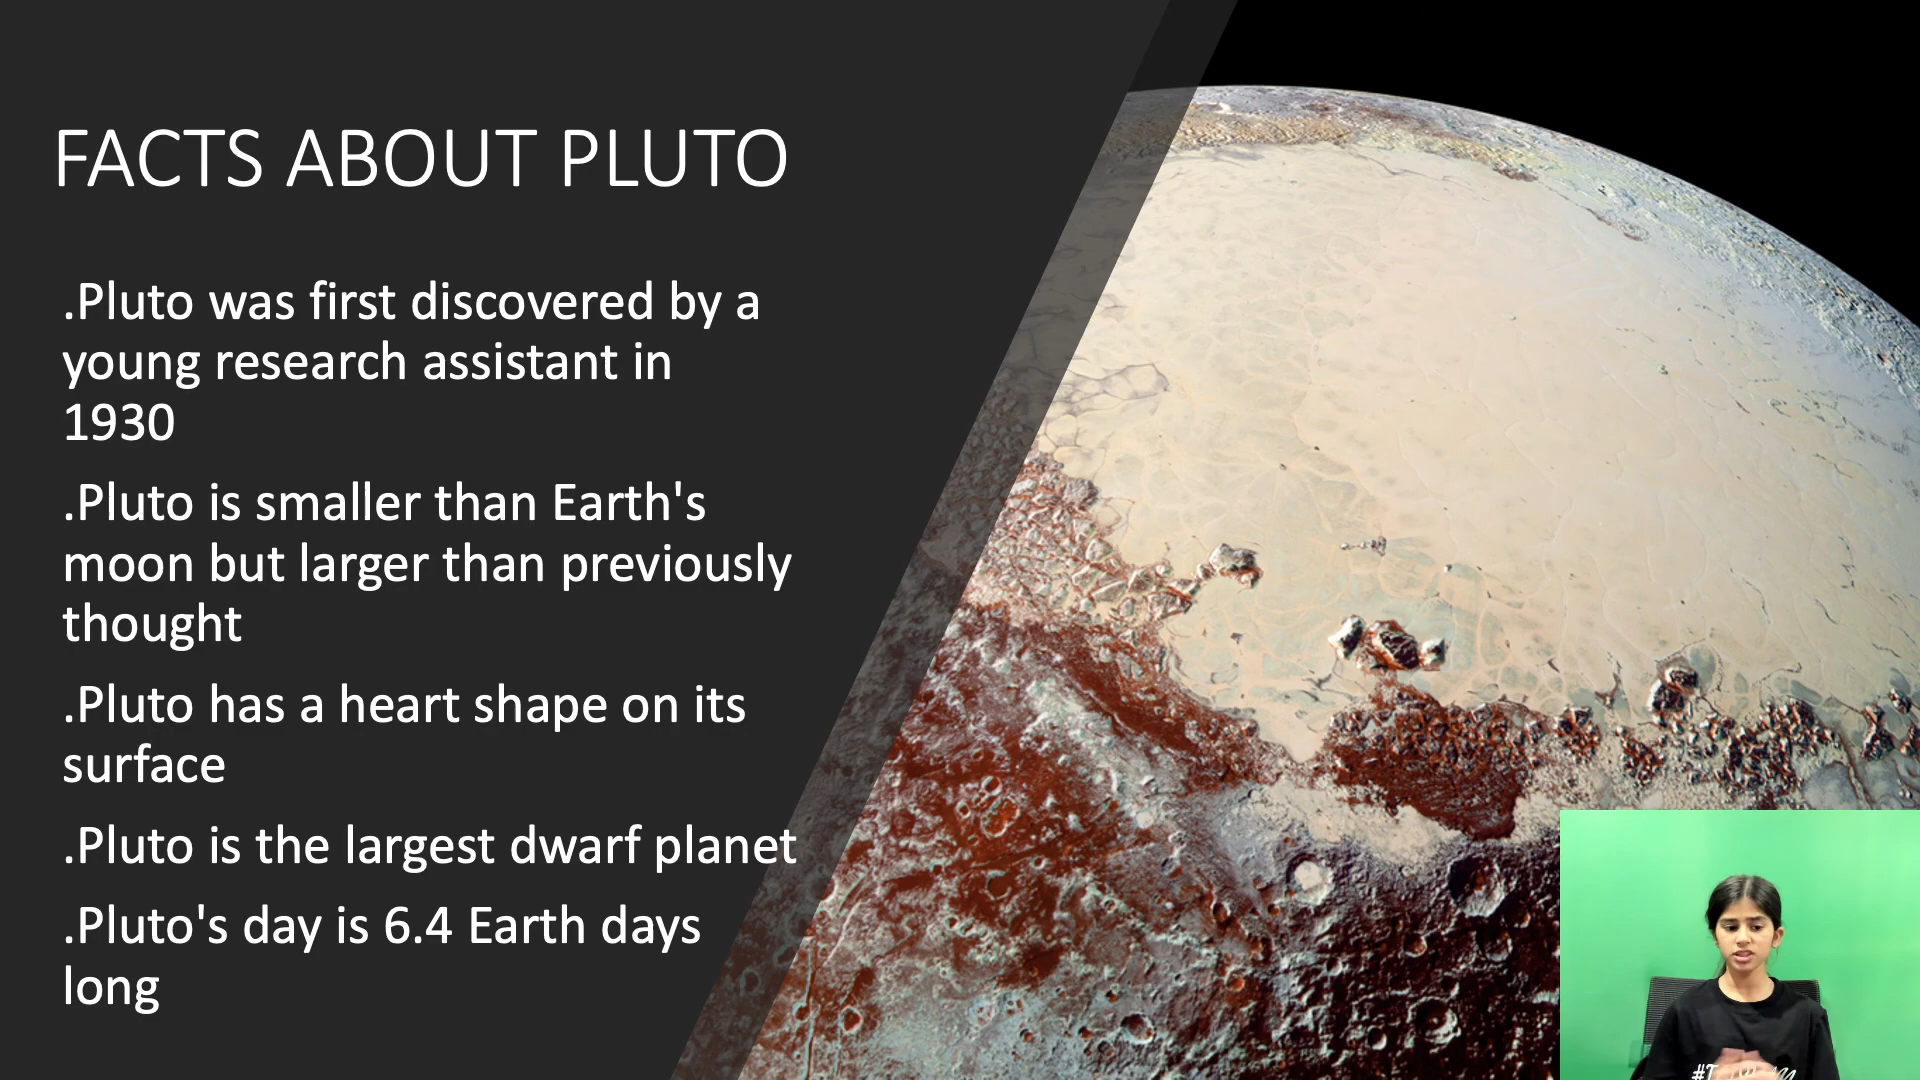 FACTS ABOUT PLUTO
.Pluto was first discovered by a
young research assistant in
1930
.Pluto is smaller than Earth's
moon but larger than previously
thought
.Pluto has a heart shape on its
surface
.Pluto is the largest dwarf planet
.Pluto's day is 6.4 Earth days
long